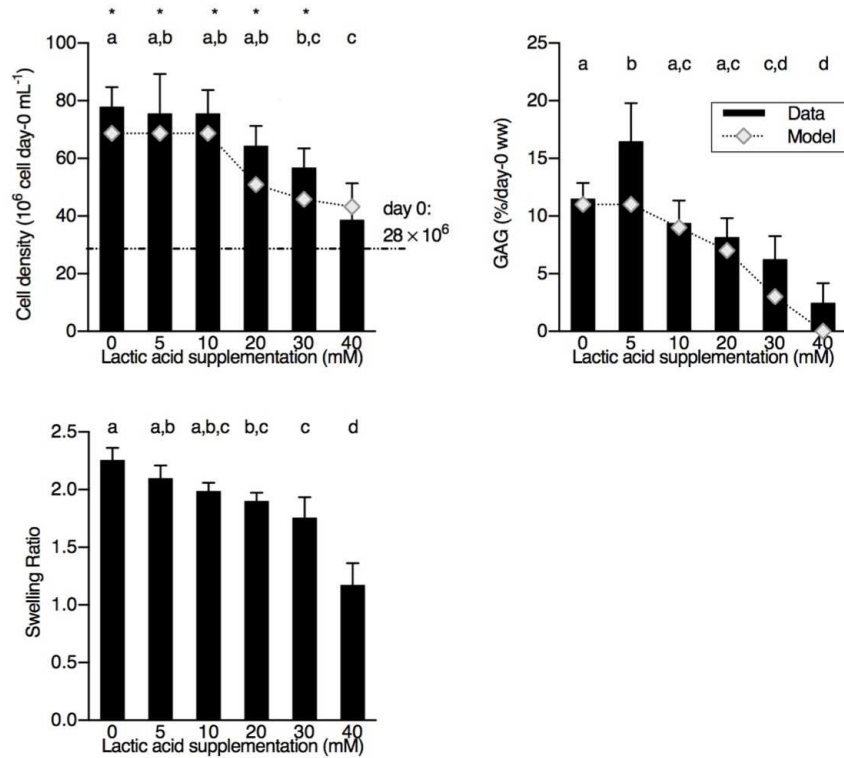 * * * * *
a a,b a,b a,b b,c c
100
80
60
40
20
0
Cell density (10⁶ cell day-0 mL⁻¹)
day 0:
28 × 10⁶
0 5 10 20 30 40
Lactic acid supplementation (mM)
25
20
15
10
5
0
GAG (%/day-0 ww)
a b a,c a,c c,d d
Data
Model
0 5 10 20 30 40
Lactic acid supplementation (mM)
a a,b a,b,c b,c c d
2.5
2.0
1.5
1.0
0.5
0.0
Swelling Ratio
0 5 10 20 30 40
Lactic acid supplementation (mM)